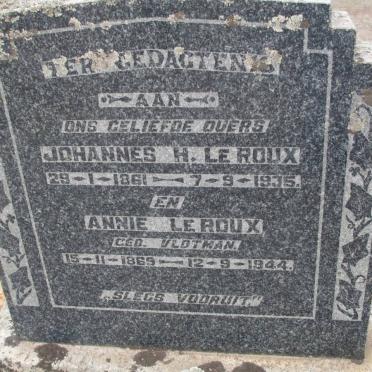 TER GEDAGTENIS
AAN
ONS GELIEFDE OUERS
JOHANNES H. LE ROUX
29-1-1861 — 7-9-1935.
EN
ANNIE LE ROUX
GED. VLOTMAN.
15-11-1869 — 12-9-1944.
„SLEGS VOORUIT."